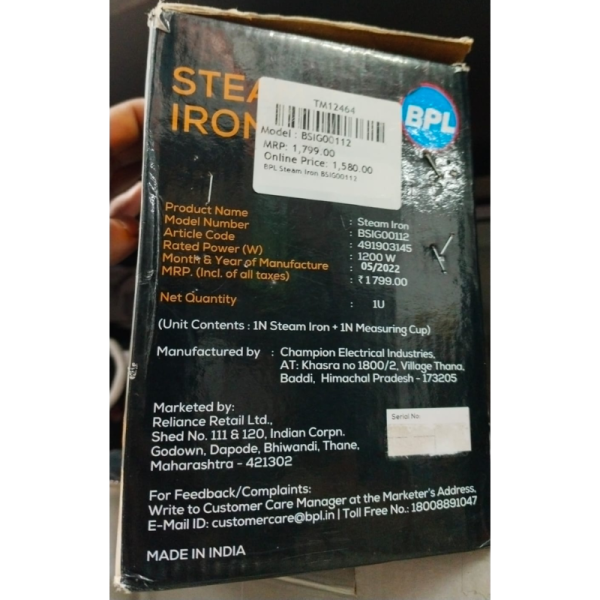 STEA
IRON
TM12464
Model : BSIG00112
MRP: 1,799.00
Online Price: 1,580.00
BPL Steam Iron BSIG00112
BPL
Product Name : Steam Iron
Model Number : BSIG00112
Article Code : 491903145
Rated Power (W) : 1200 W
Month & Year of Manufacture : 05/2022
MRP. (Incl. of all taxes) : ₹1799.00
Net Quantity : 1U
(Unit Contents : 1N Steam Iron + 1N Measuring Cup)
Manufactured by : Champion Electrical Industries,
AT: Khasra no 1800/2, Village Thana,
Baddi, Himachal Pradesh - 173205
Marketed by:
Reliance Retail Ltd.,
Shed No. 111 & 120, Indian Corpn.
Godown, Dapode, Bhiwandi, Thane,
Maharashtra - 421302
Serial No.
For Feedback/Complaints:
Write to Customer Care Manager at the Marketer's Address.
E-Mail ID: customercare@bpl.in | Toll Free No.: 18008891047
MADE IN INDIA